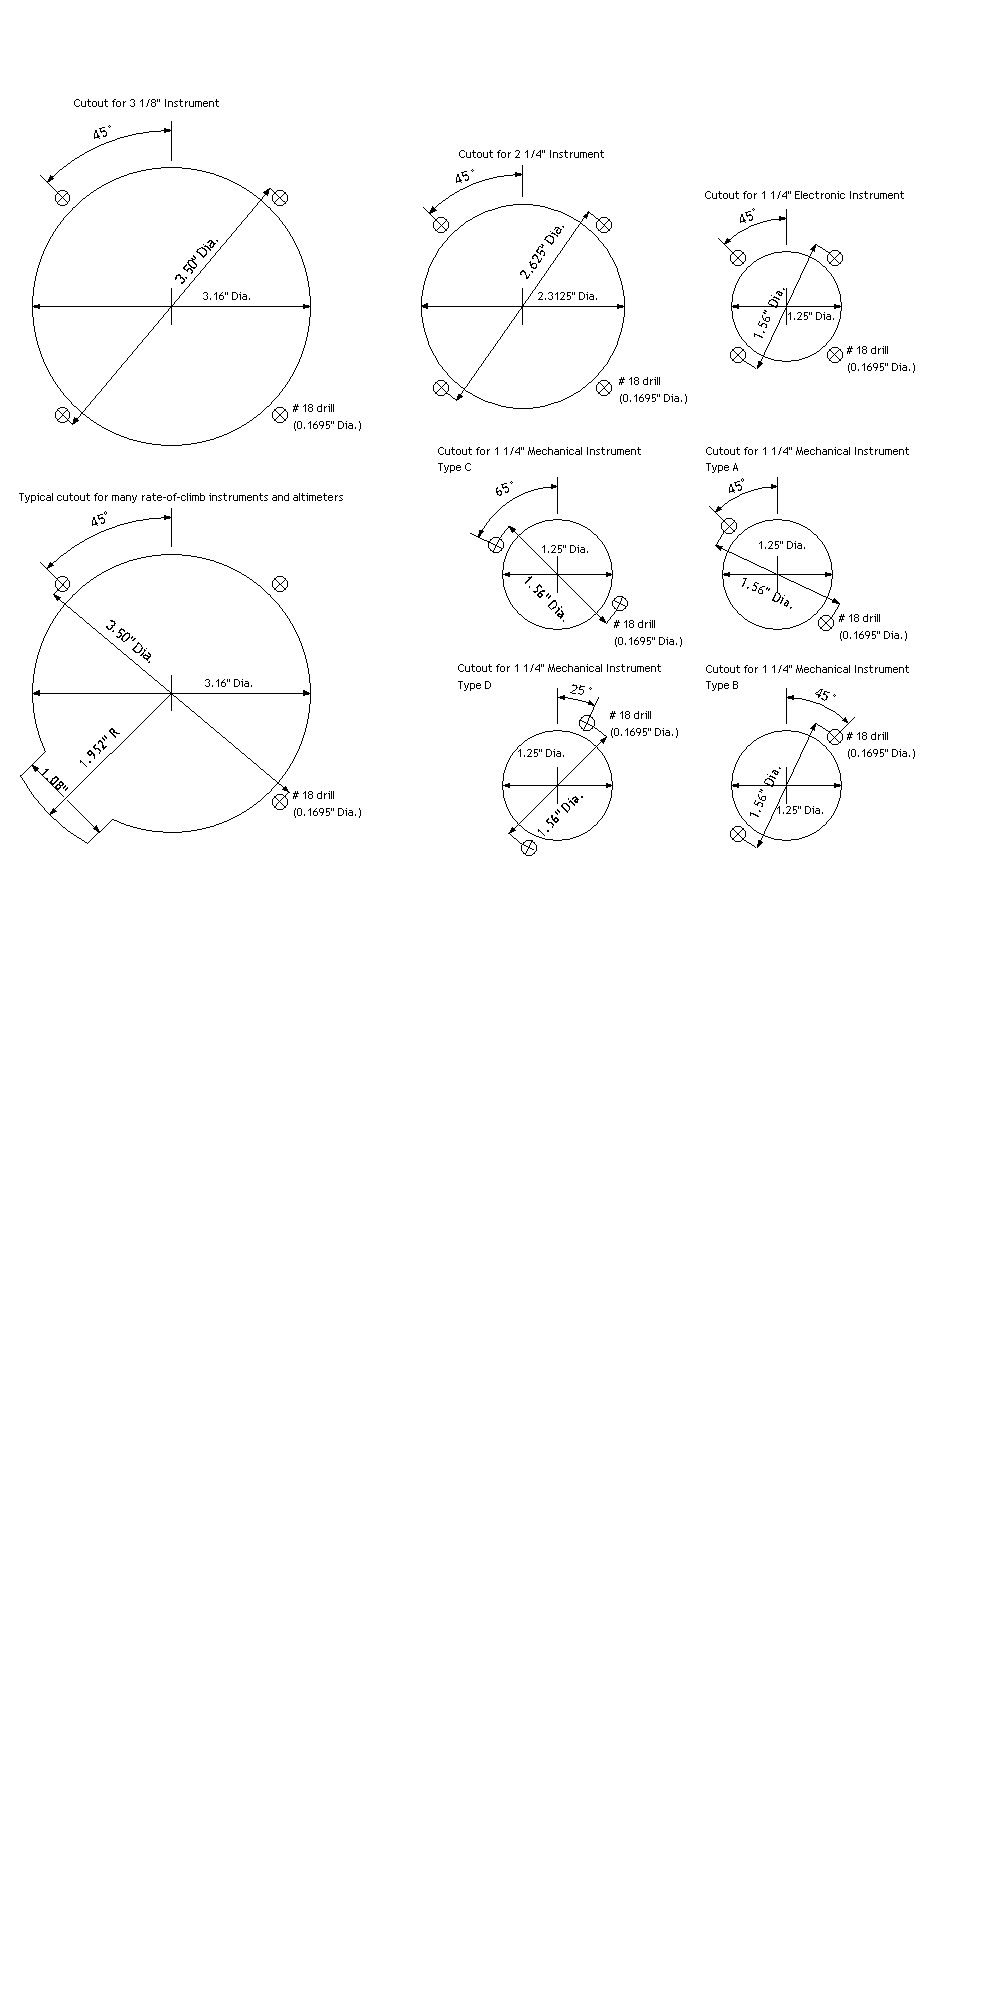 Cutout for 3 1/8" Instrument
45°
3.50" Dia.
3.16" Dia.
# 18 drill
(0.1695" Dia.)
Cutout for 2 1/4" Instrument
45°
2.625" Dia.
2.3125" Dia.
# 18 drill
(0.1695" Dia.)
Cutout for 1 1/4" Electronic Instrument
45°
1.56" Dia.
1.25" Dia.
# 18 drill
(0.1695" Dia.)
Typical cutout for many rate-of-climb instruments and altimeters
45°
3.50" Dia.
3.16" Dia.
1.952" R
1.08"
# 18 drill
(0.1695" Dia.)
Cutout for 1 1/4" Mechanical Instrument
Type C
65°
1.25" Dia.
1.56" Dia.
# 18 drill
(0.1695" Dia.)
Cutout for 1 1/4" Mechanical Instrument
Type A
45°
1.25" Dia.
1.56" Dia.
# 18 drill
(0.1695" Dia.)
Cutout for 1 1/4" Mechanical Instrument
Type D
25°
# 18 drill
(0.1695" Dia.)
1.25" Dia.
1.56" Dia.
Cutout for 1 1/4" Mechanical Instrument
Type B
45°
# 18 drill
(0.1695" Dia.)
1.56" Dia.
1.25" Dia.